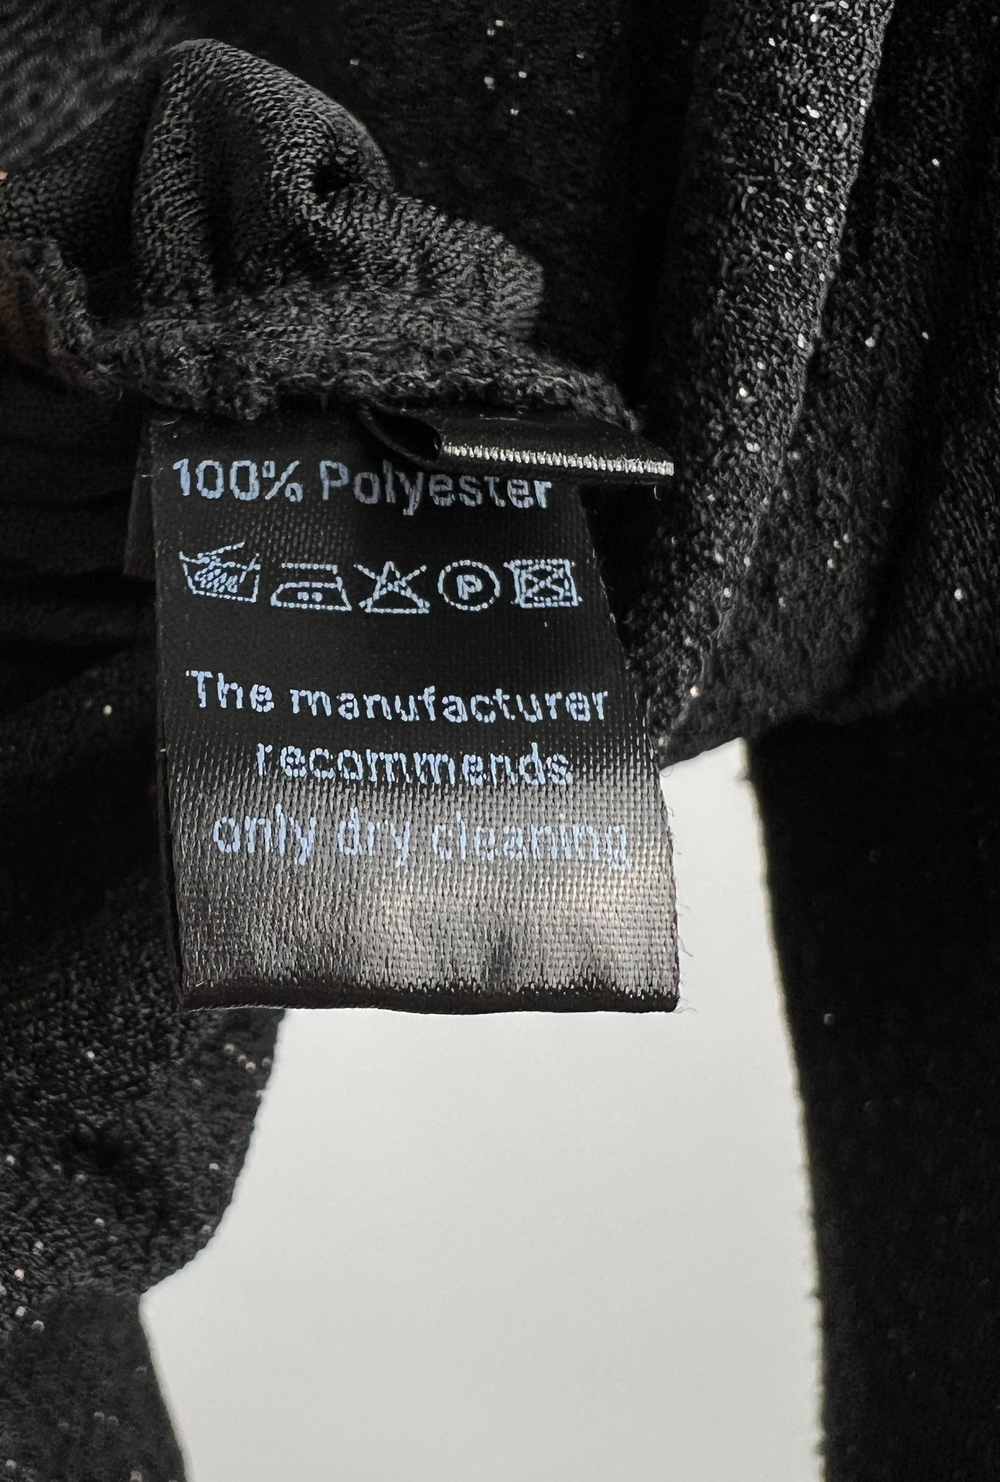 100% Polyester
P
The manufacturer
recommends
only dry cleaning